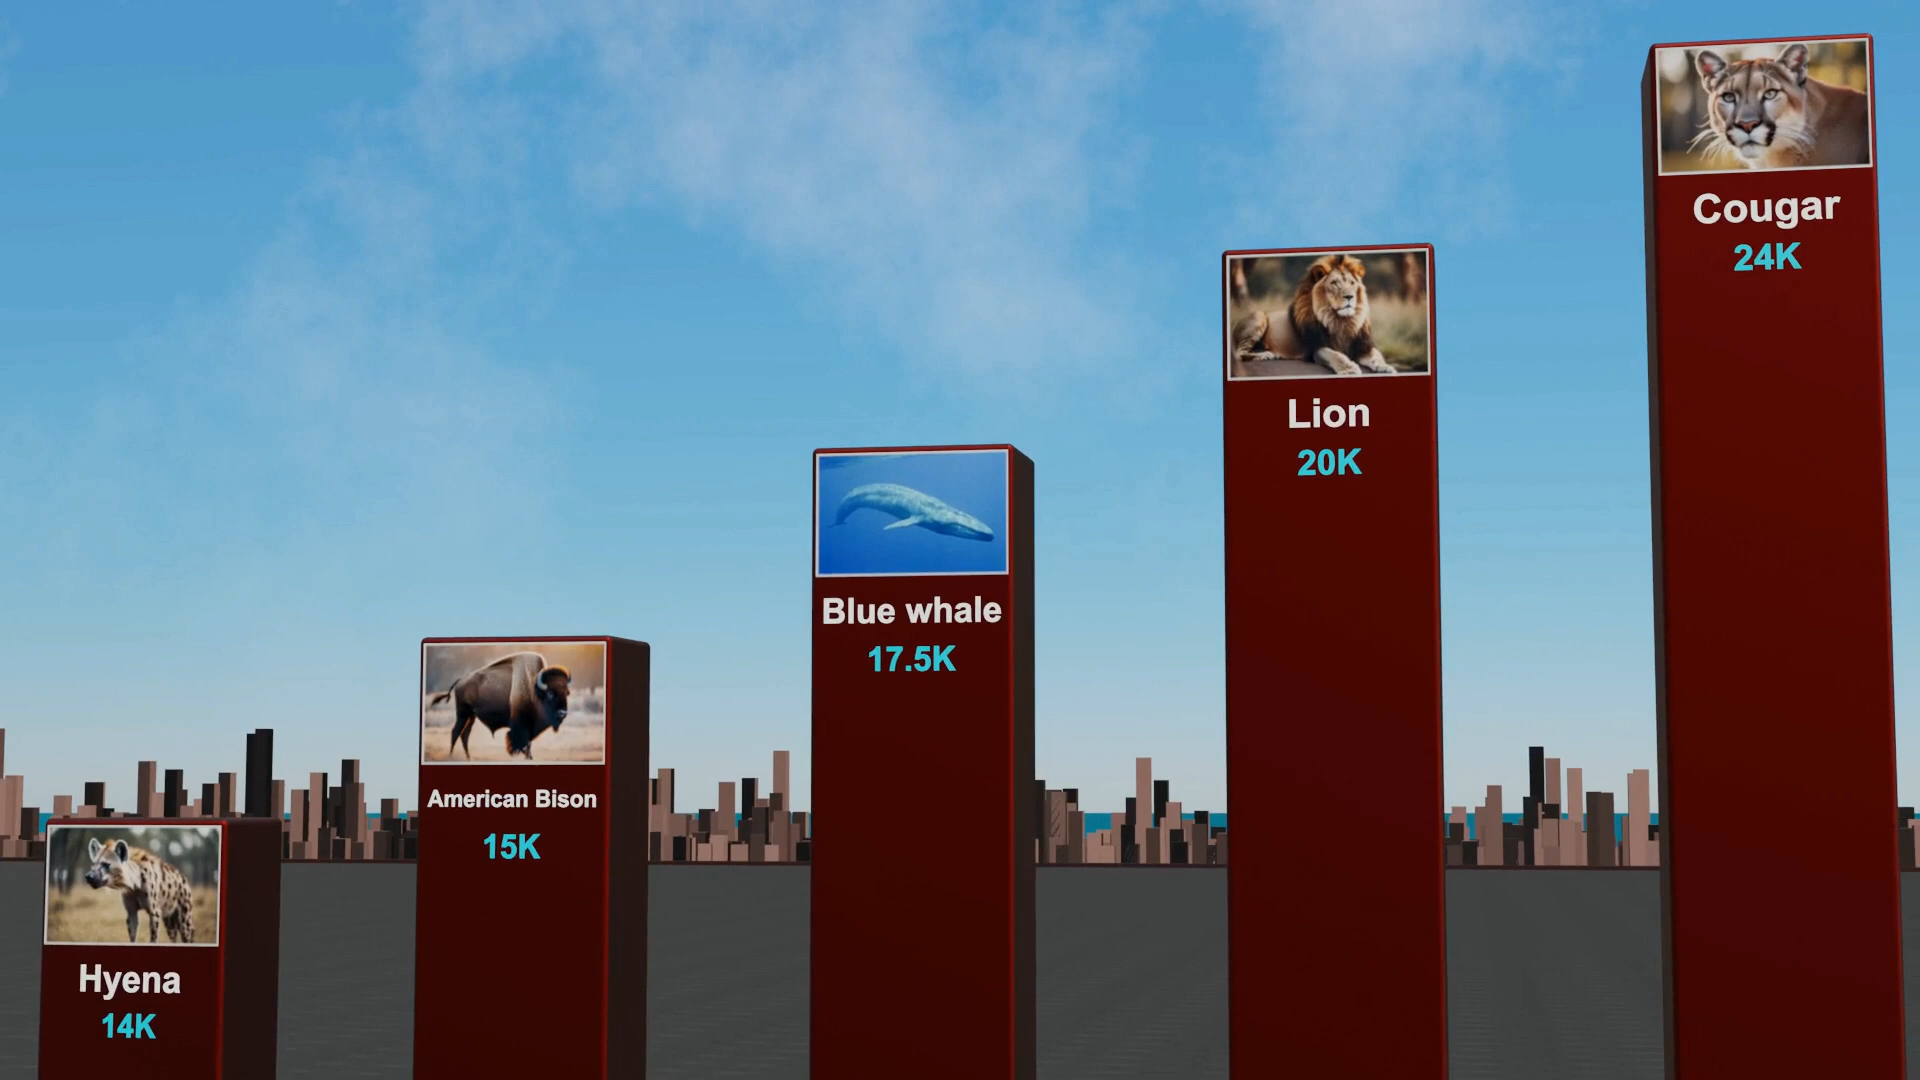 Hyena
14K
American Bison
15K
Blue whale
17.5K
Lion
20K
Cougar
24K